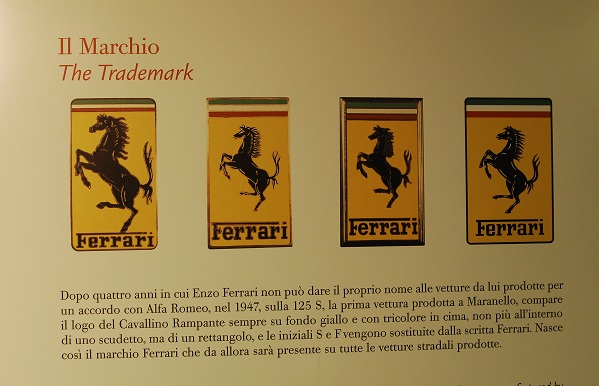 Il Marchio
The Trademark
Ferrari Ferrari Ferrari Ferrari
Dopo quattro anni in cui Enzo Ferrari non può dare il proprio nome alle vetture da lui prodotte per
un accordo con Alfa Romeo, nel 1947, sulla 125 S, la prima vettura prodotta a Maranello, compare
il logo del Cavallino Rampante sempre su fondo giallo e con tricolore in cima, non più all'interno
di uno scudetto, ma di un rettangolo, e le iniziali S e F vengono sostituite dalla scritta Ferrari. Nasce
così il marchio Ferrari che da allora sarà presente su tutte le vetture stradali prodotte.